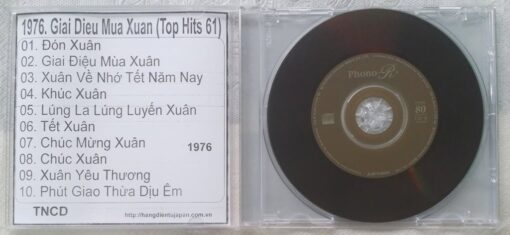 1976. Giai Dieu Mua Xuan (Top Hits 61)
01. Đón Xuân
02. Giai Điệu Mùa Xuân
03. Xuân Về Nhớ Tết Năm Nay
04. Khúc Xuân
05. Lúng La Lúng Luyến Xuân
06. Tết Xuân
07. Chúc Mừng Xuân
1976
08. Chúc Xuân
09. Xuân Yêu Thương
10. Phút Giao Thừa Dịu Êm
TNCD
http://hangdientujapan.com.vn/
Phono R
80